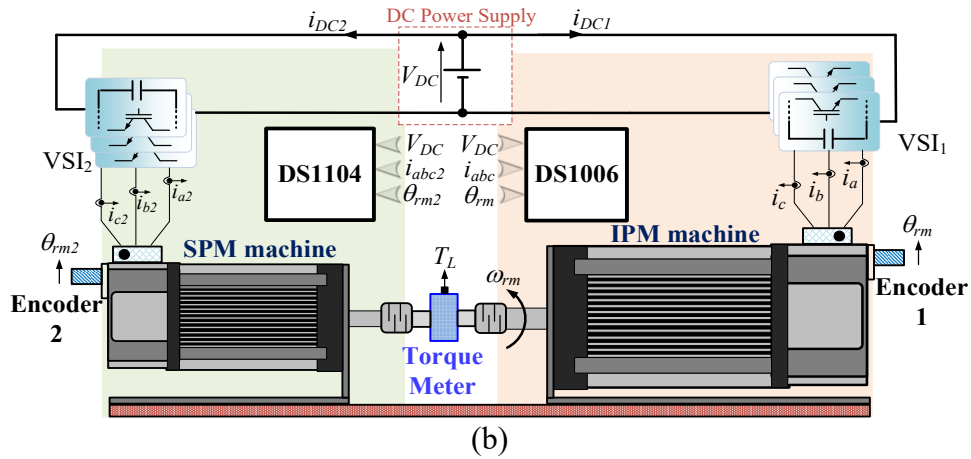 i_DC2 DC Power Supply i_DC1
V_DC
VSI_2 VSI_1
DS1104 V_DC V_DC DS1006
i_abc2 i_abc
θ_rm2 θ_rm
i_c2 i_b2 i_a2 i_c i_b i_a
θ_rm2 SPM machine IPM machine θ_rm
T_L ω_rm
Encoder Encoder
2 1
Torque
Meter
(b)